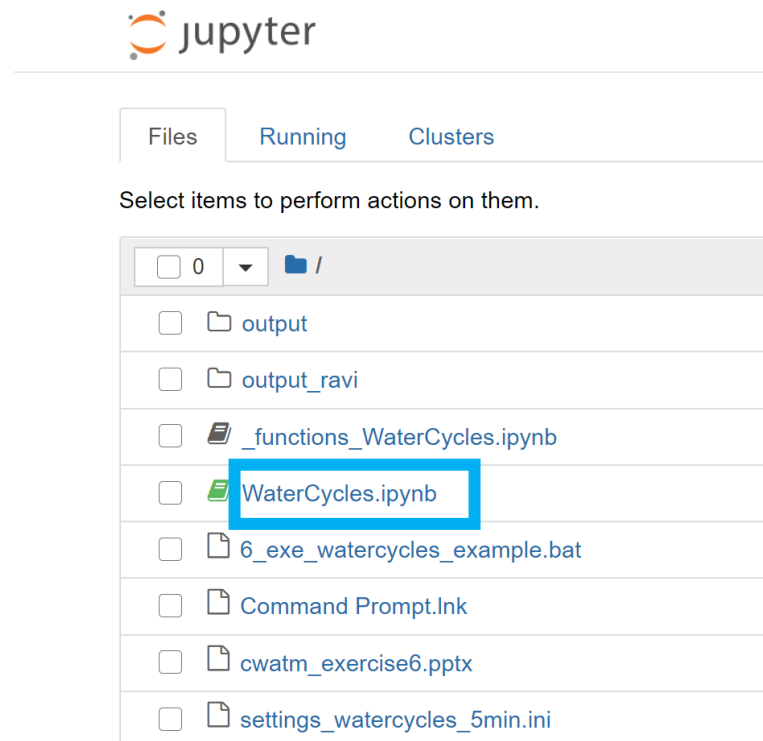 jupyter
Files Running Clusters
Select items to perform actions on them.
0 /
output
output_ravi
_functions_WaterCycles.ipynb
WaterCycles.ipynb
6_exe_watercycles_example.bat
Command Prompt.lnk
cwatm_exercise6.pptx
settings_watercycles_5min.ini